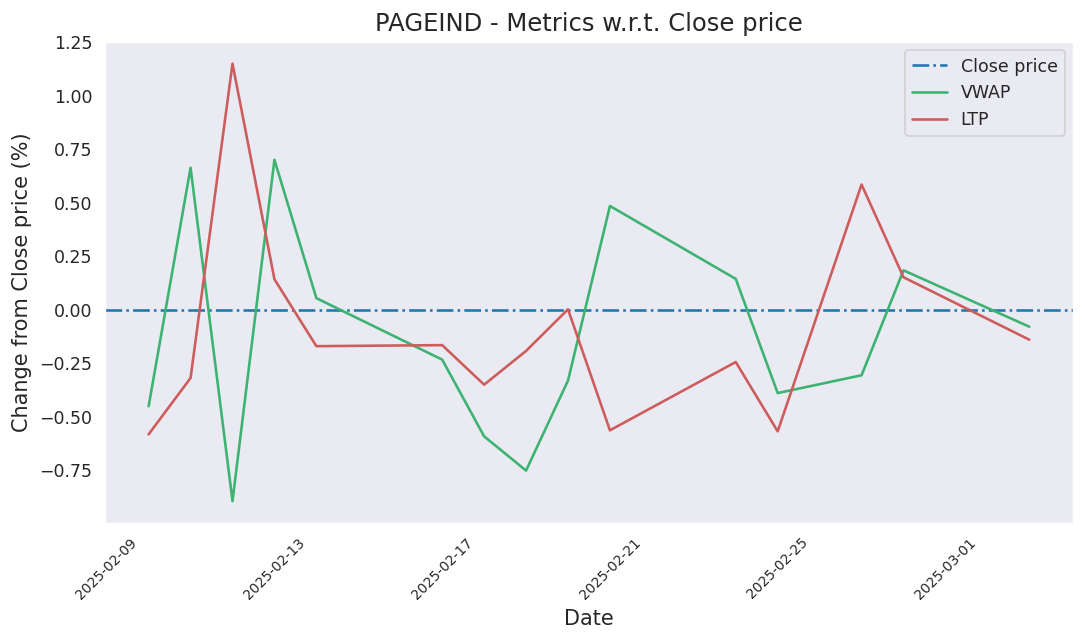 PAGEIND - Metrics w.r.t. Close price
Change from Close price (%)
1.25
1.00
0.75
0.50
0.25
0.00
−0.25
−0.50
−0.75
Close price
VWAP
LTP
2025-02-09
2025-02-13
2025-02-17
2025-02-21
2025-02-25
2025-03-01
Date